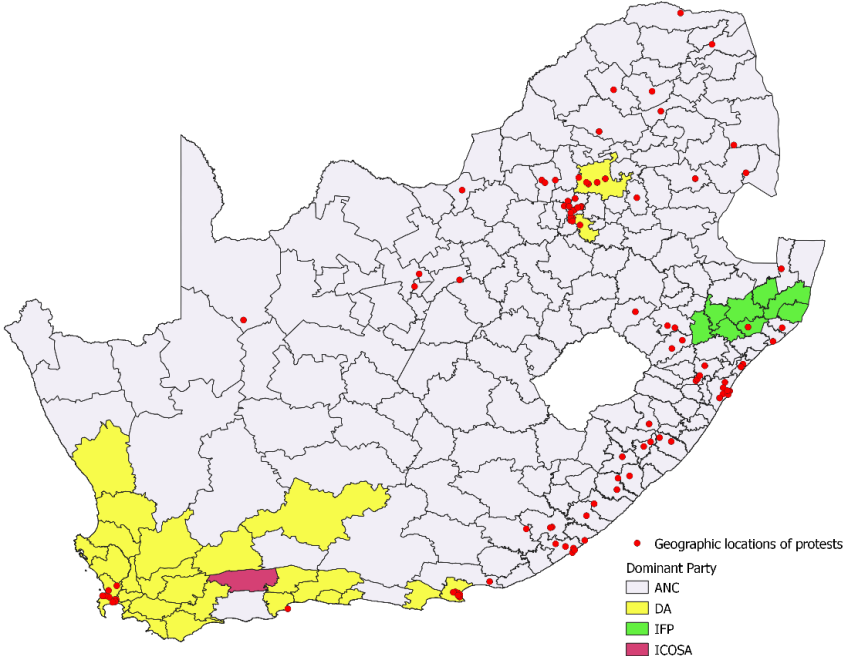 Geographic locations of protests
Dominant Party
ANC
DA
IFP
ICOSA